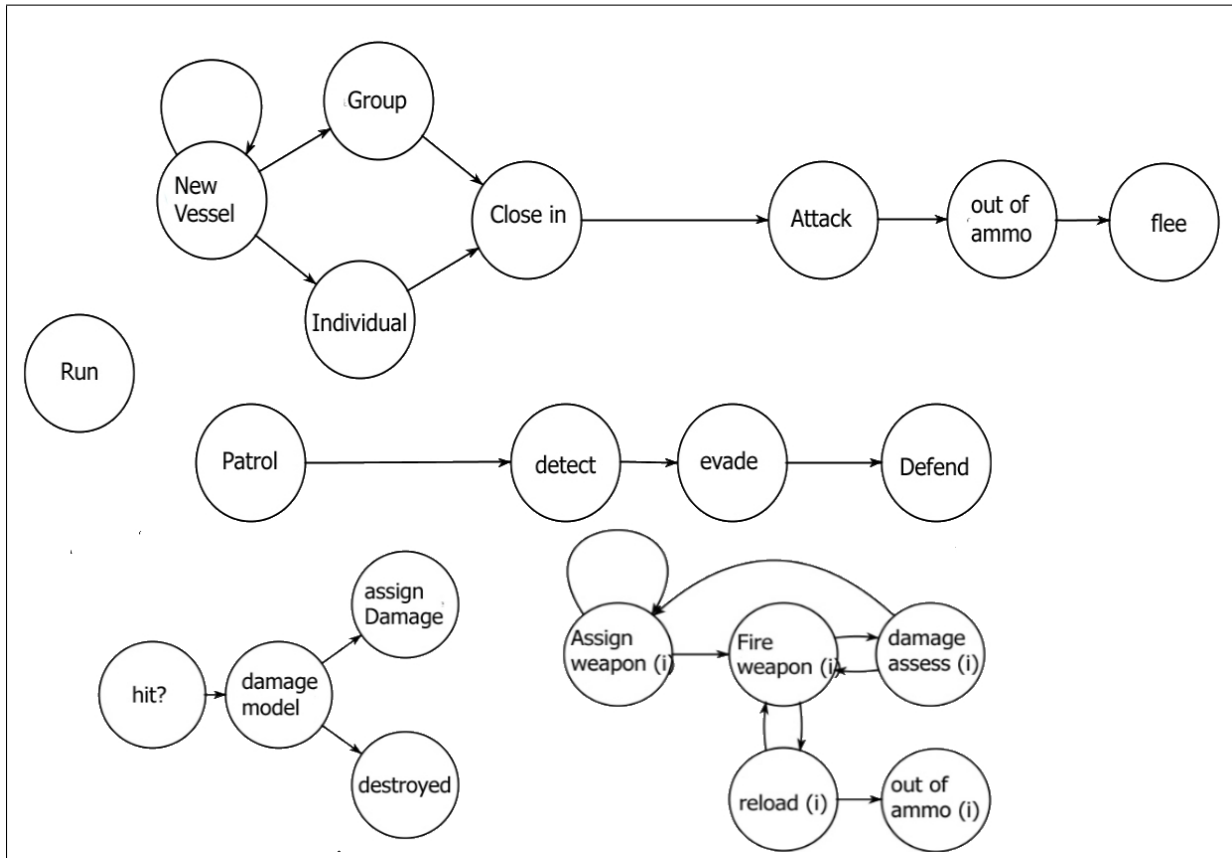 Group
New
Vessel
Close in
Attack
out of
ammo
flee
Individual
Run
Patrol
detect
evade
Defend
assign
Damage
hit?
damage
model
destroyed
Assign
weapon (i)
Fire
weapon (i)
damage
assess (i)
reload (i)
out of
ammo (i)